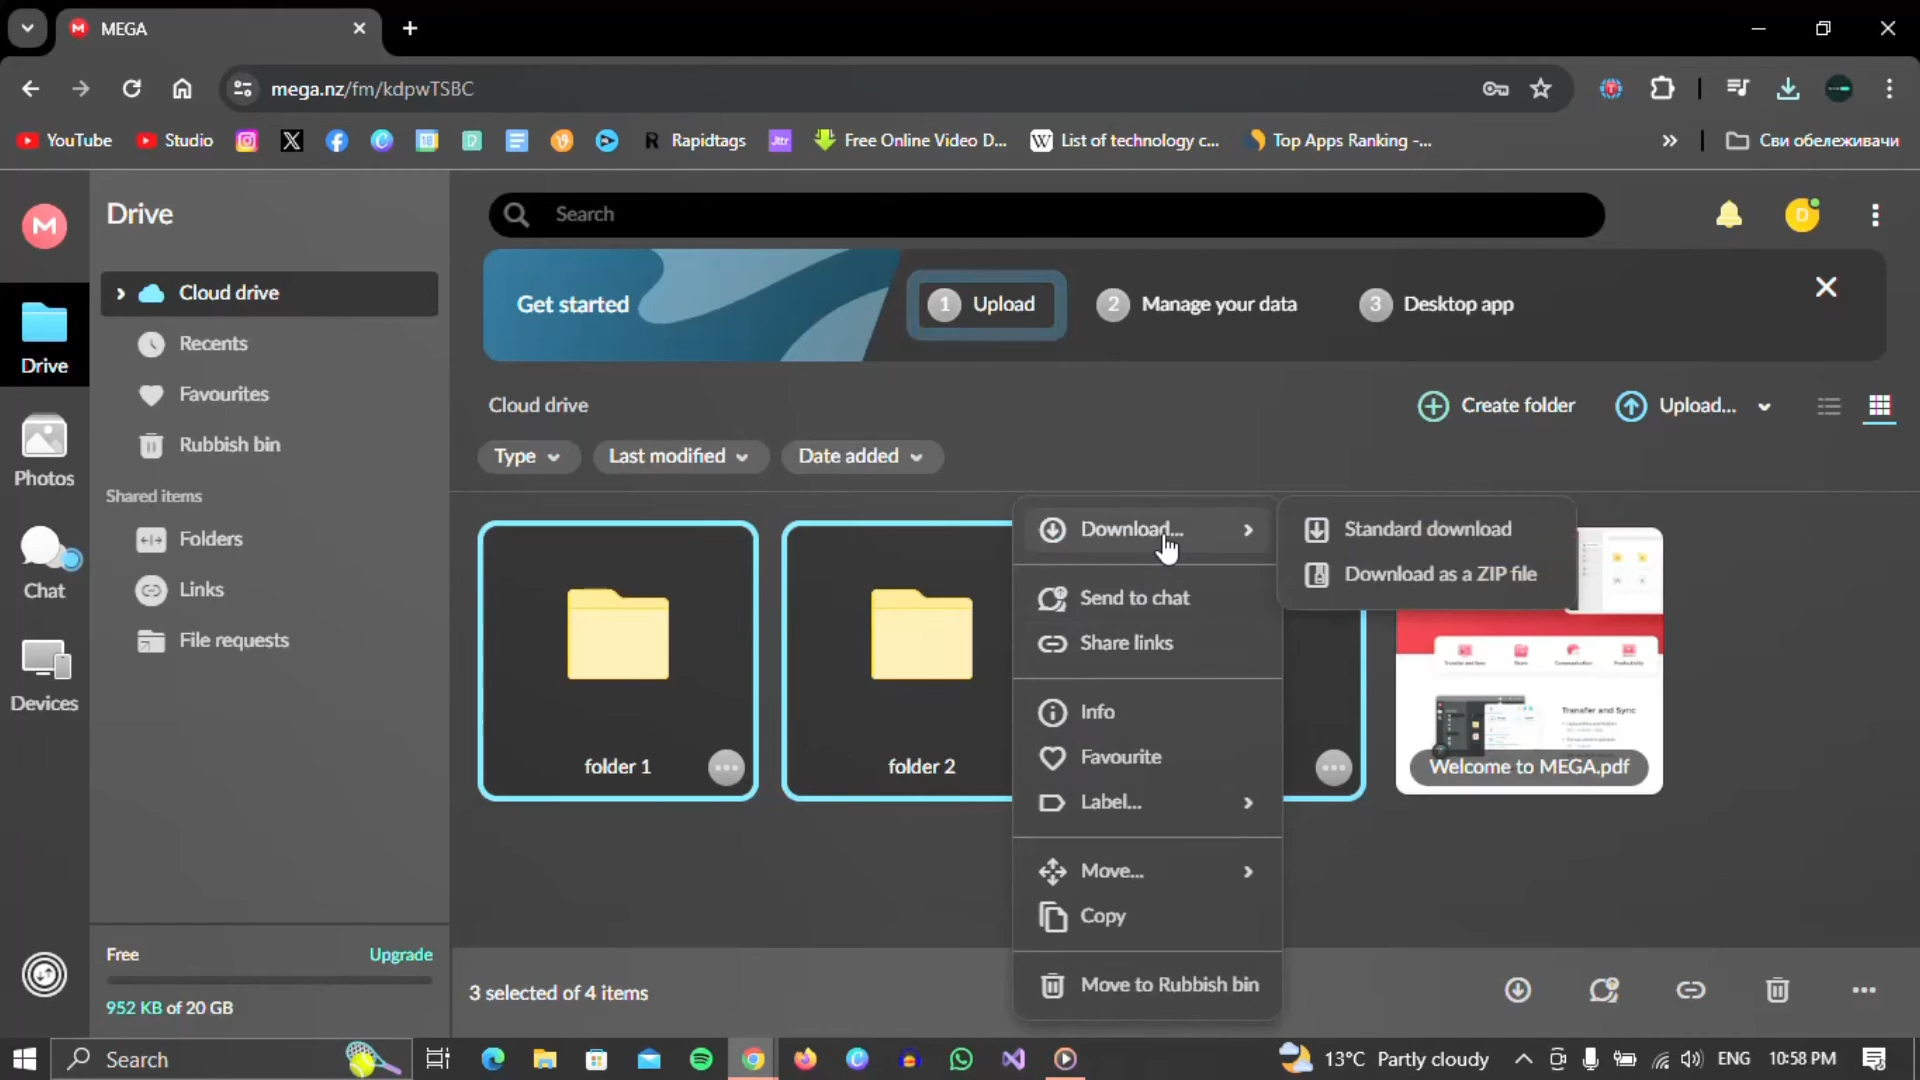 MEGA
mega.nz/fm/kdpwTSBC
YouTube
Studio
Rapidtags
Free Online Video D...
List of technology c...
Top Apps Ranking -...
»
Сви обележивачи
Drive
Search
D
Cloud drive
Get started
1 Upload
2 Manage your data
3 Desktop app
Recents
Drive
Favourites
Cloud drive
Create folder
Upload...
Rubbish bin
Type
Last modified
Date added
Photos
Shared items
Folders
Download...
Standard download
Download as a ZIP file
Chat
Links
Send to chat
File requests
Share links
Devices
Info
Transfer and Sync
folder 1
folder 2
Favourite
Welcome to MEGA.pdf
Label...
Move...
Copy
Free
Upgrade
Move to Rubbish bin
3 selected of 4 items
952 KB of 20 GB
Search
13°C Partly cloudy
ENG
10:58 PM